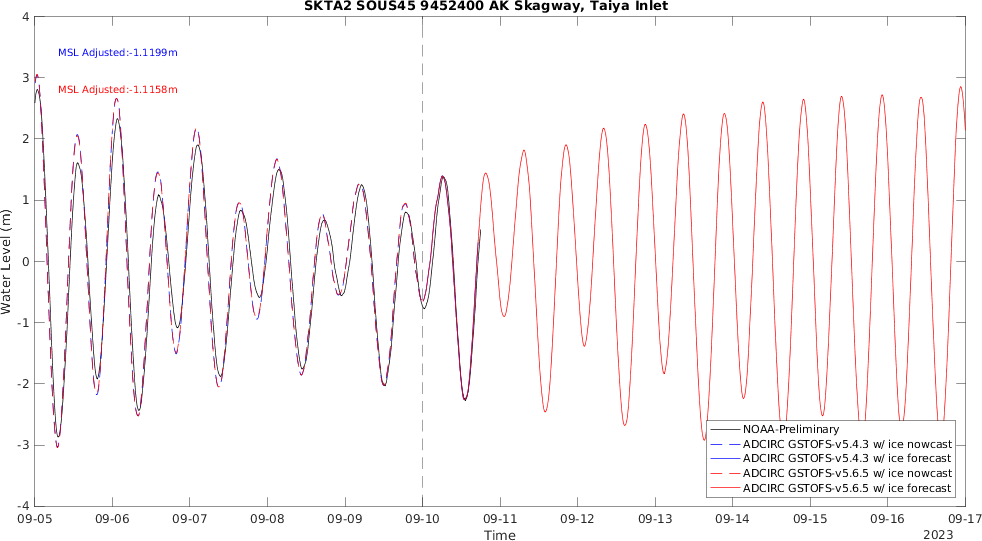 SKTA2 SOUS45 9452400 AK Skagway, Taiya Inlet
4
3
2
1
0
-1
-2
-3
-4
Water Level (m)
MSL Adjusted:-1.1199m
MSL Adjusted:-1.1158m
NOAA-Preliminary
ADCIRC GSTOFS-v5.4.3 w/ ice nowcast
ADCIRC GSTOFS-v5.4.3 w/ ice forecast
ADCIRC GSTOFS-v5.6.5 w/ ice nowcast
ADCIRC GSTOFS-v5.6.5 w/ ice forecast
09-05 09-06 09-07 09-08 09-09 09-10 09-11 09-12 09-13 09-14 09-15 09-16 09-17
Time
2023